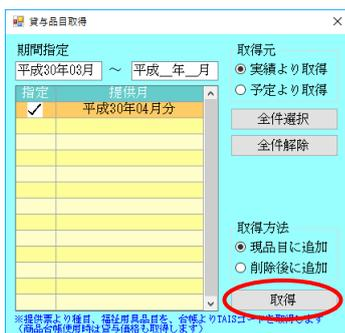 貸与品目取得
期間指定
平成30年03月 ～ 平成__年__月
指定 提供月
平成30年04月分
取得元
実績より取得
予定より取得
全件選択
全件解除
取得方法
現品目に追加
削除後に追加
取得
※提供票より種目、福祉用具品目を、台帳よりTAISコードを取得します
（商品台帳使用時は貸与価格も取得します）